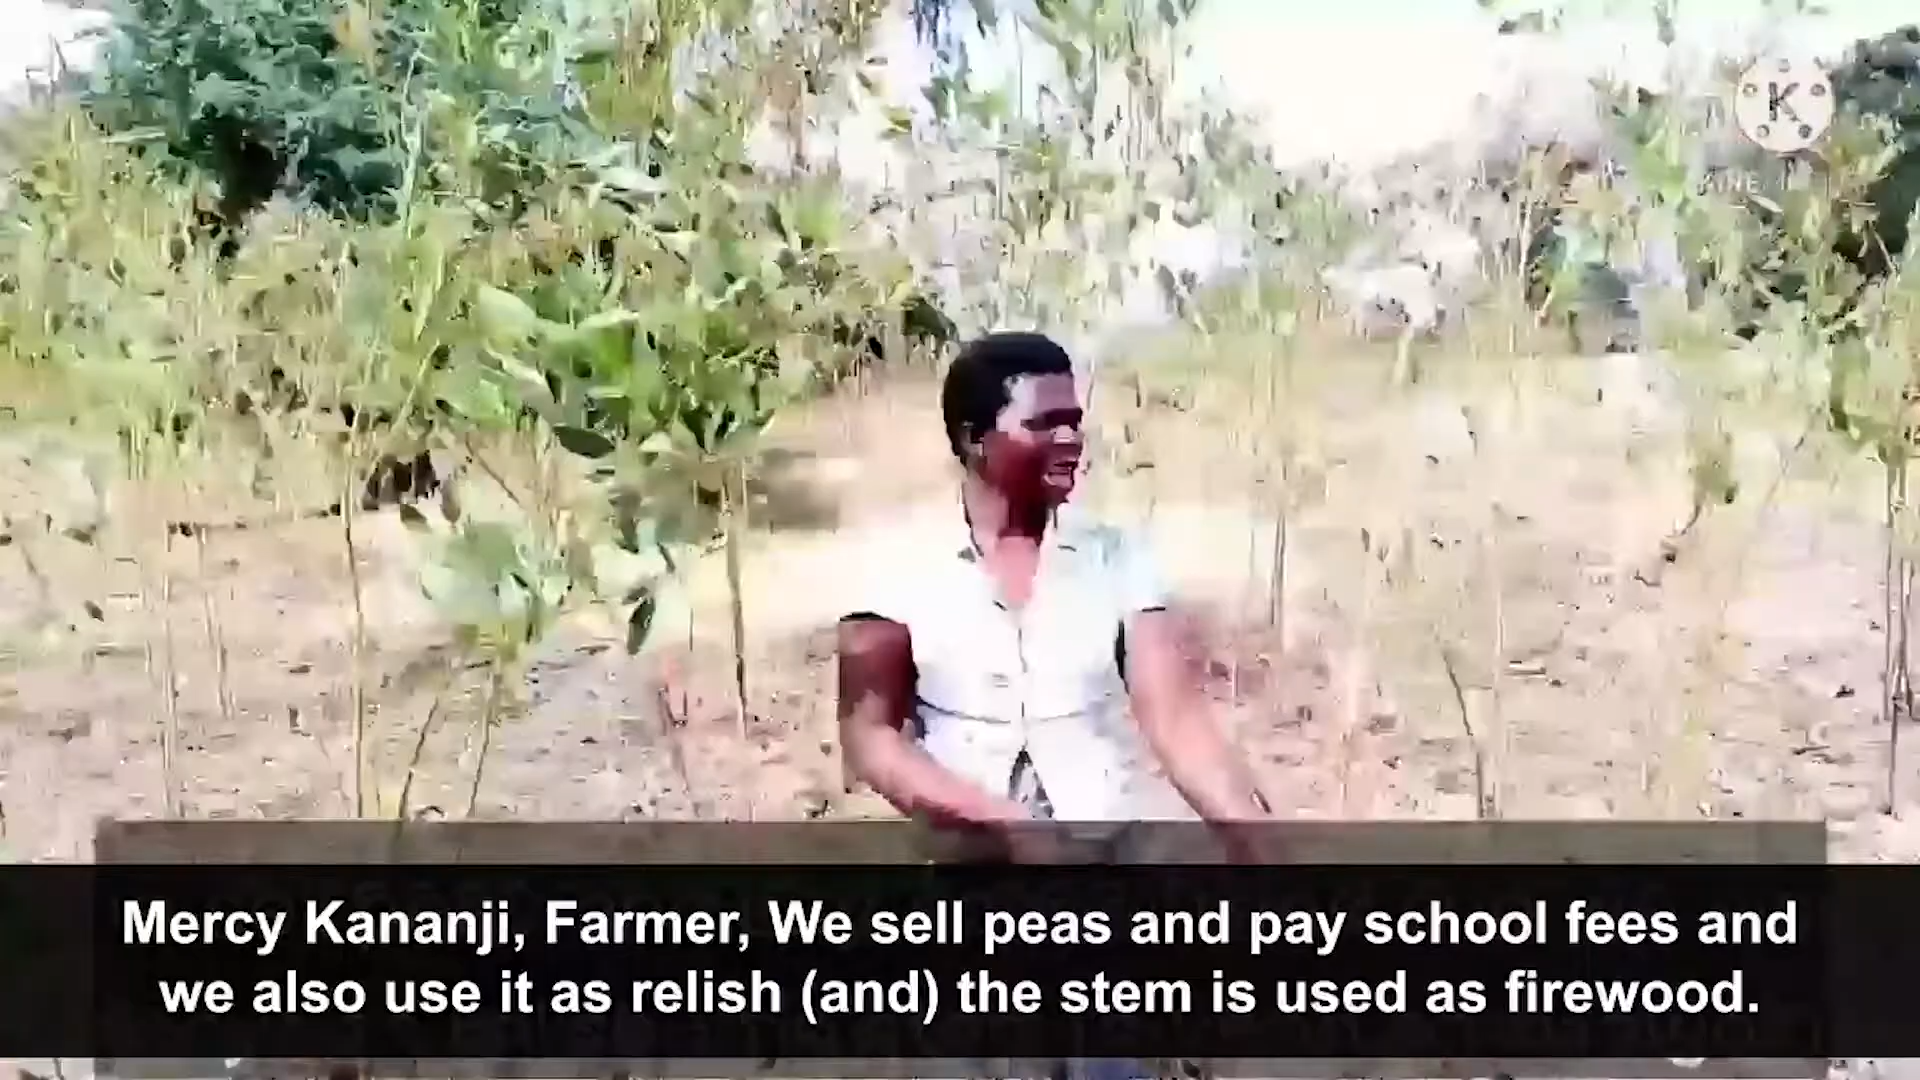 K
Mercy Kananji, Farmer, We sell peas and pay school fees and
we also use it as relish (and) the stem is used as firewood.